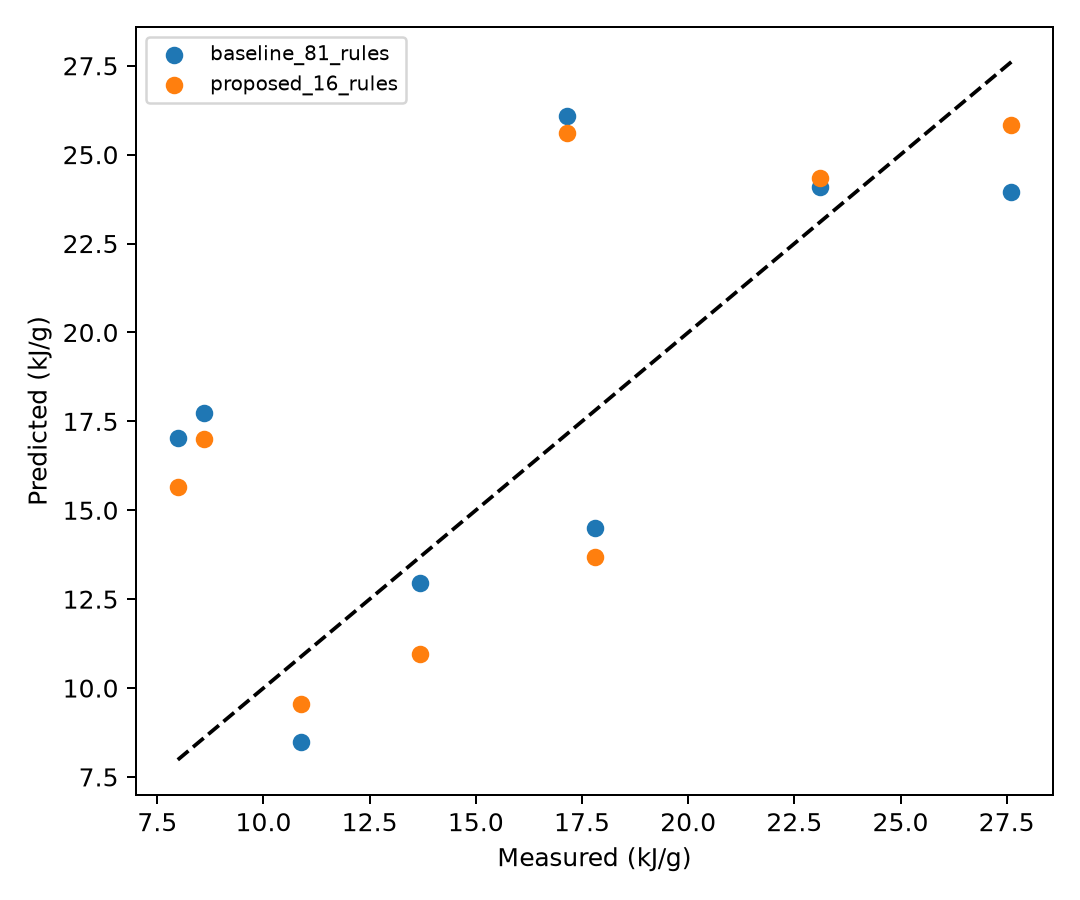 baseline_81_rules
proposed_16_rules
27.5
25.0
22.5
20.0
17.5
15.0
12.5
10.0
7.5
Predicted (kJ/g)
7.5 10.0 12.5 15.0 17.5 20.0 22.5 25.0 27.5
Measured (kJ/g)